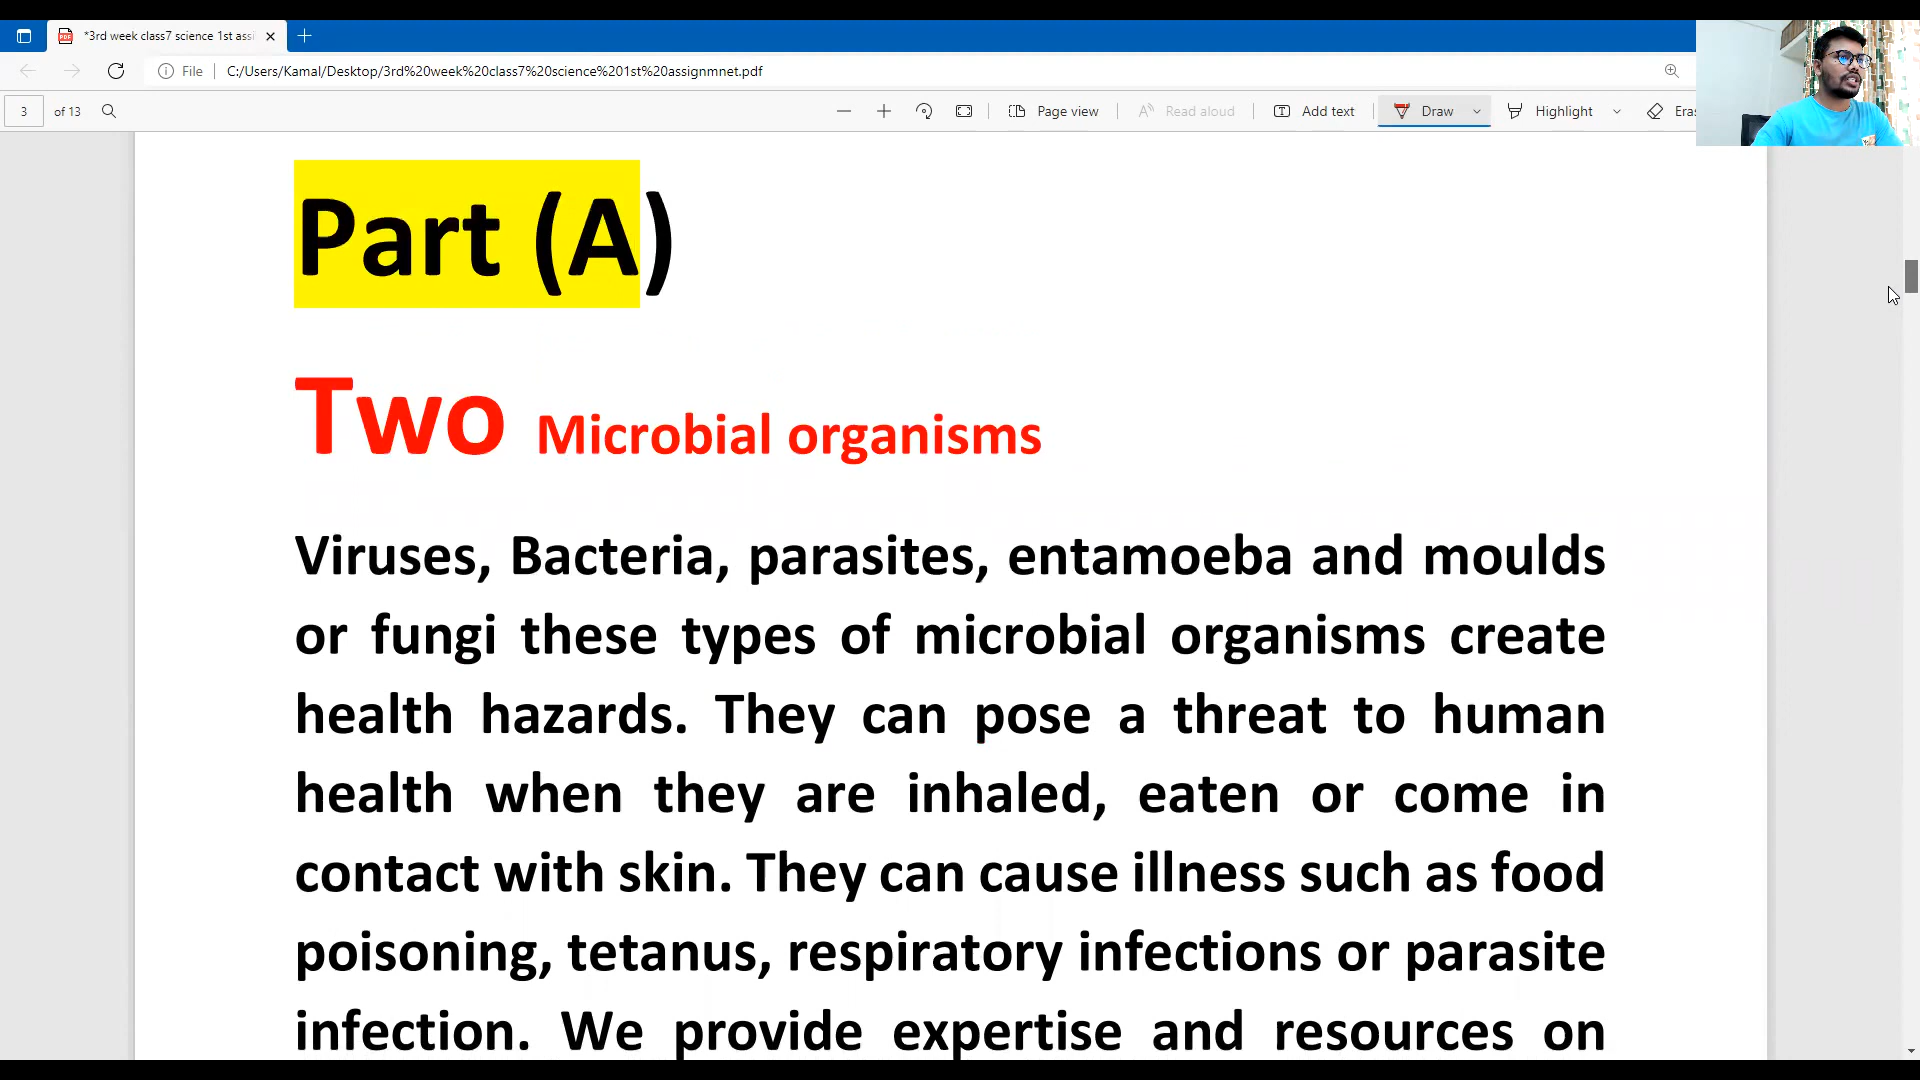 *3rd week class7 science 1st assi
File C:/Users/Kamal/Desktop/3rd%20week%20class7%20science%201st%20assignmnet.pdf
3 of 13 Page view Read aloud Add text Draw Highlight Eras
Part (A)
Two Microbial organisms
Viruses, Bacteria, parasites, entamoeba and moulds
or fungi these types of microbial organisms create
health hazards. They can pose a threat to human
health when they are inhaled, eaten or come in
contact with skin. They can cause illness such as food
poisoning, tetanus, respiratory infections or parasite
infection. We provide expertise and resources on